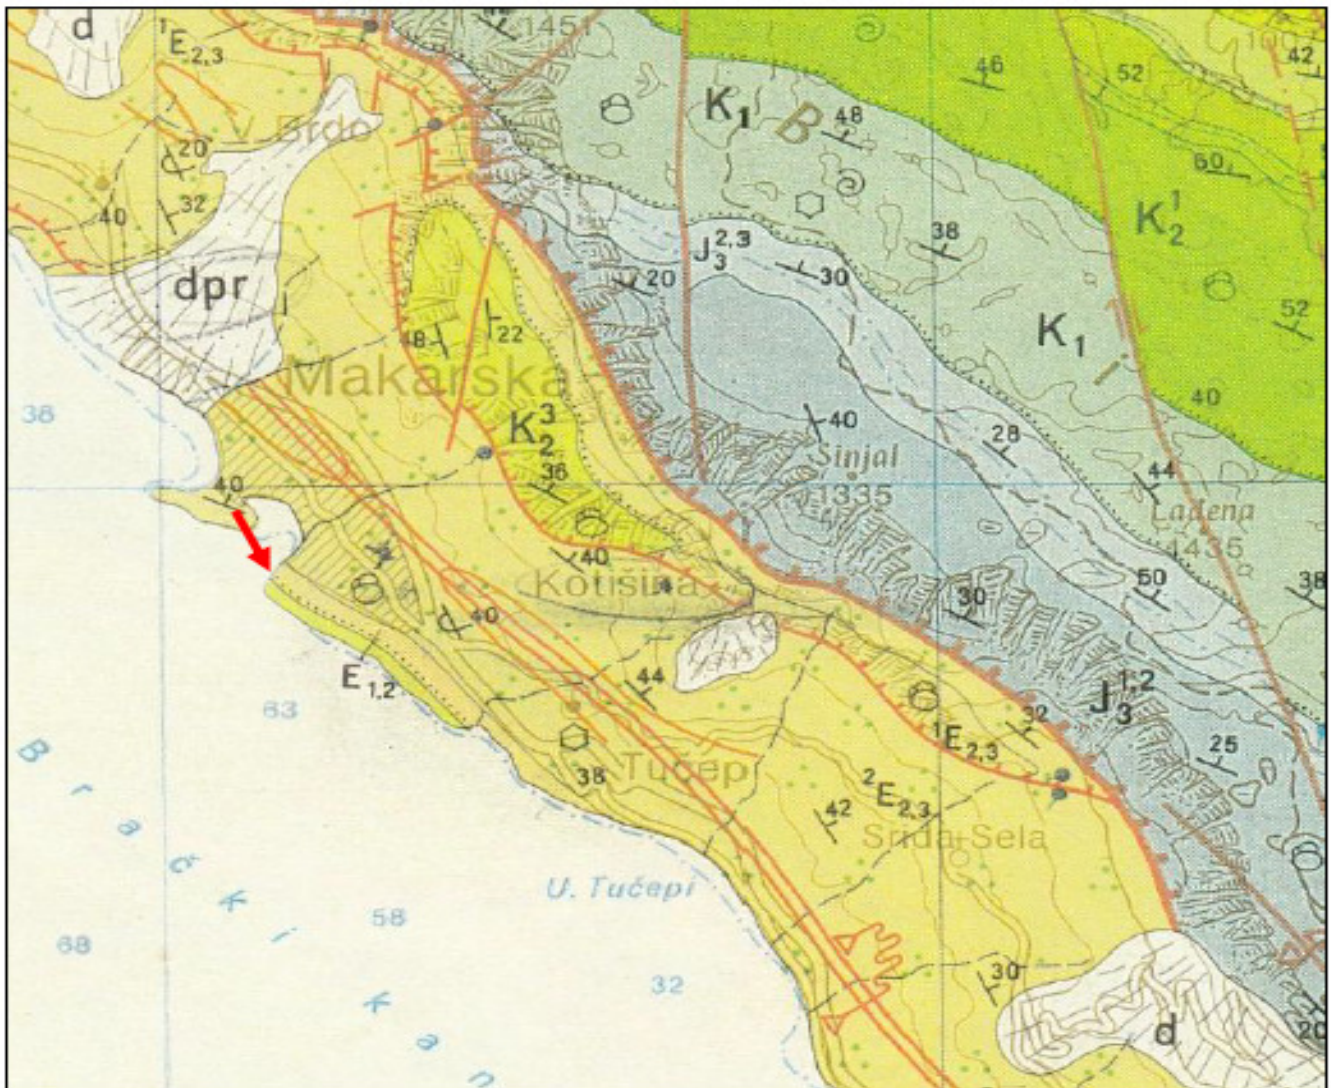 d
¹E₂,₃
1451
46
52
42
V. Brdo
K₁
B
48
20
60
32
K₂¹
40
38
J₃²,³
20
30
dpr
52
48
22
K₁
i
Makarska
40
38
K₂³
40
28
Sinjal
44
36
1335
Lađena
40
1435
50
38
40
Kotišina
30
40
E₁,₂
44
J₃¹,²
63
32
¹E₂,₃
25
38
Tučepi
²E₂,₃
42
Srida Sela
U. Tučepi
58
68
32
30
d
20
B r a č k i k a n